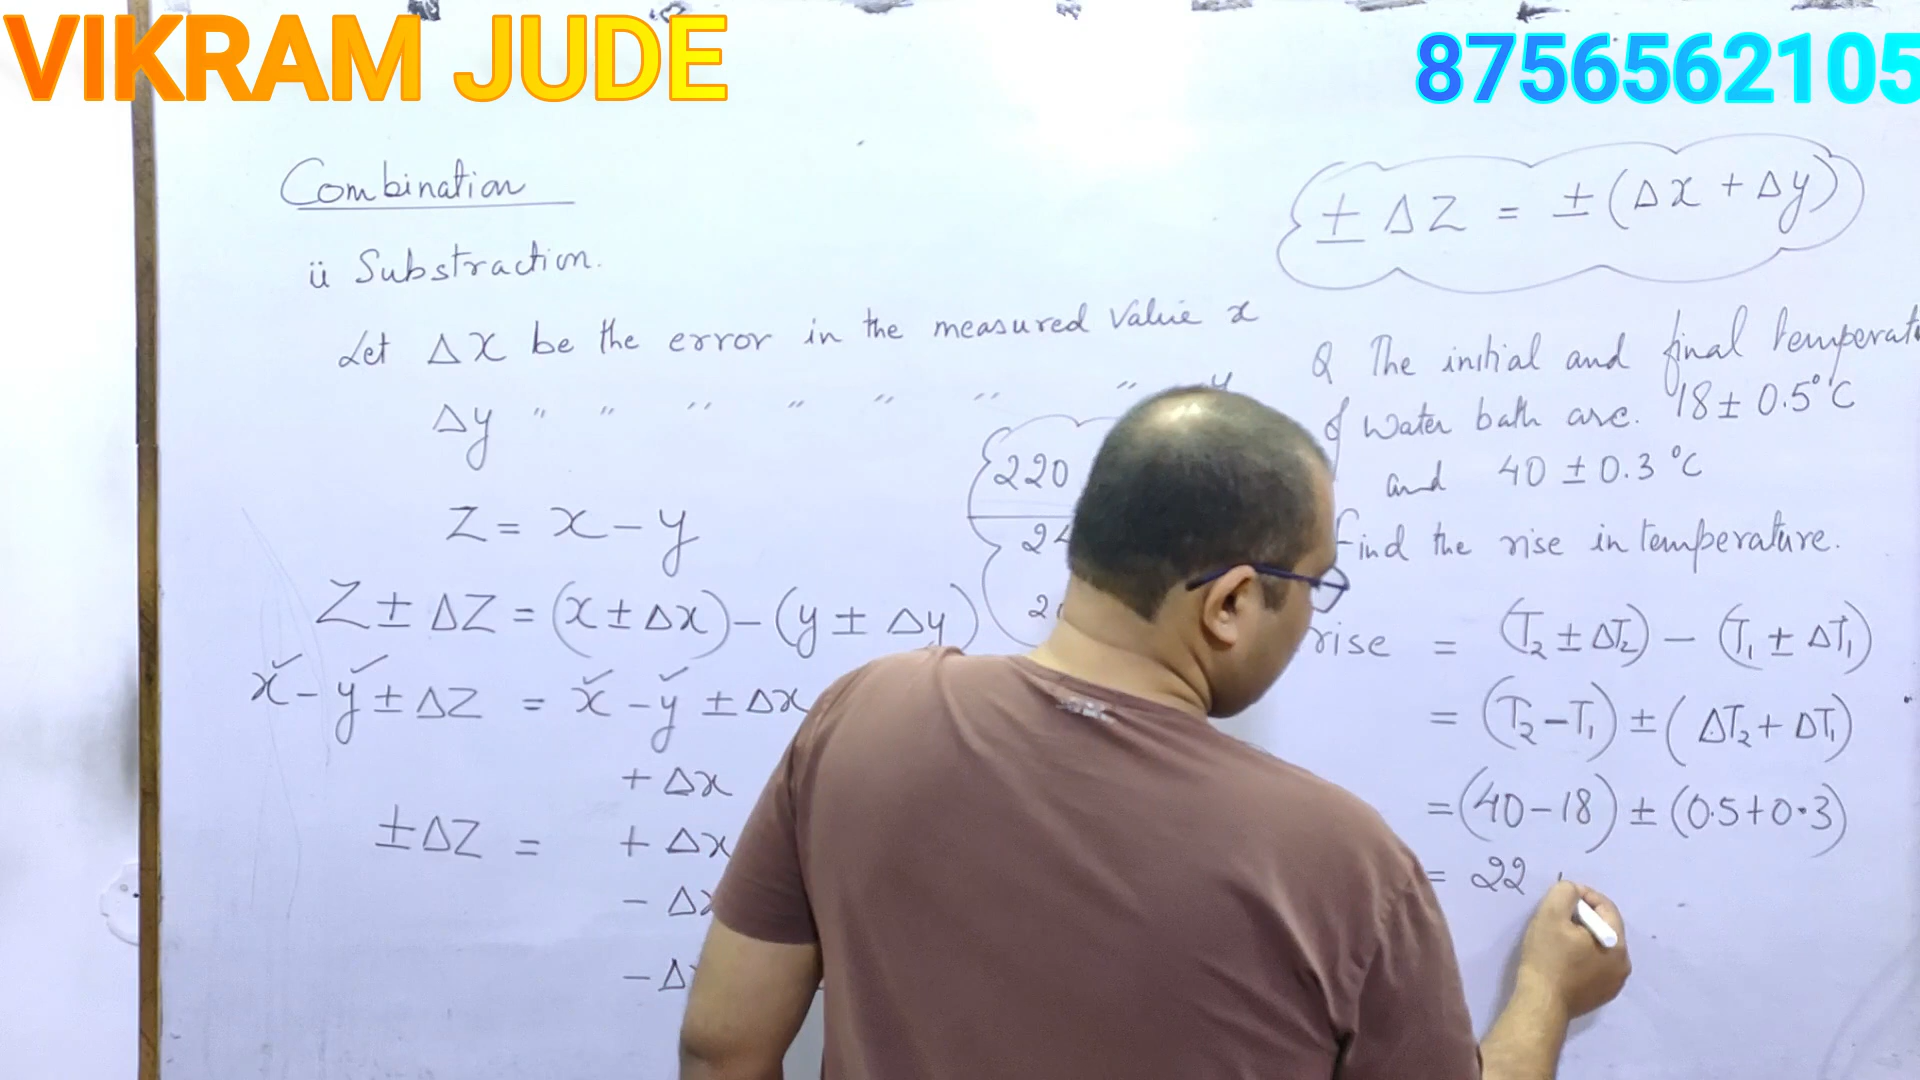 VIKRAM JUDE
8756562105
Combination
ii Substraction.
Let Δx be the error in the measured Value x
Δy " " " " " " " y
Z = x - y
Z ± ΔZ = (x ± Δx) - (y ± Δy)
x - y ± ΔZ = x - y ± Δx
+ Δx
± ΔZ = + Δx
- Δx
- Δ
220
± ΔZ = ± (Δx + Δy)
Q The initial and final temperat
of Water bath are. 18 ± 0.5°C
and 40 ± 0.3 °C
Find the rise in temperature.
rise = (T₂ ± ΔT₂) - (T₁ ± ΔT₁)
= (T₂ - T₁) ± (ΔT₂ + ΔT₁)
= (40 - 18) ± (0.5 + 0.3)
= 22